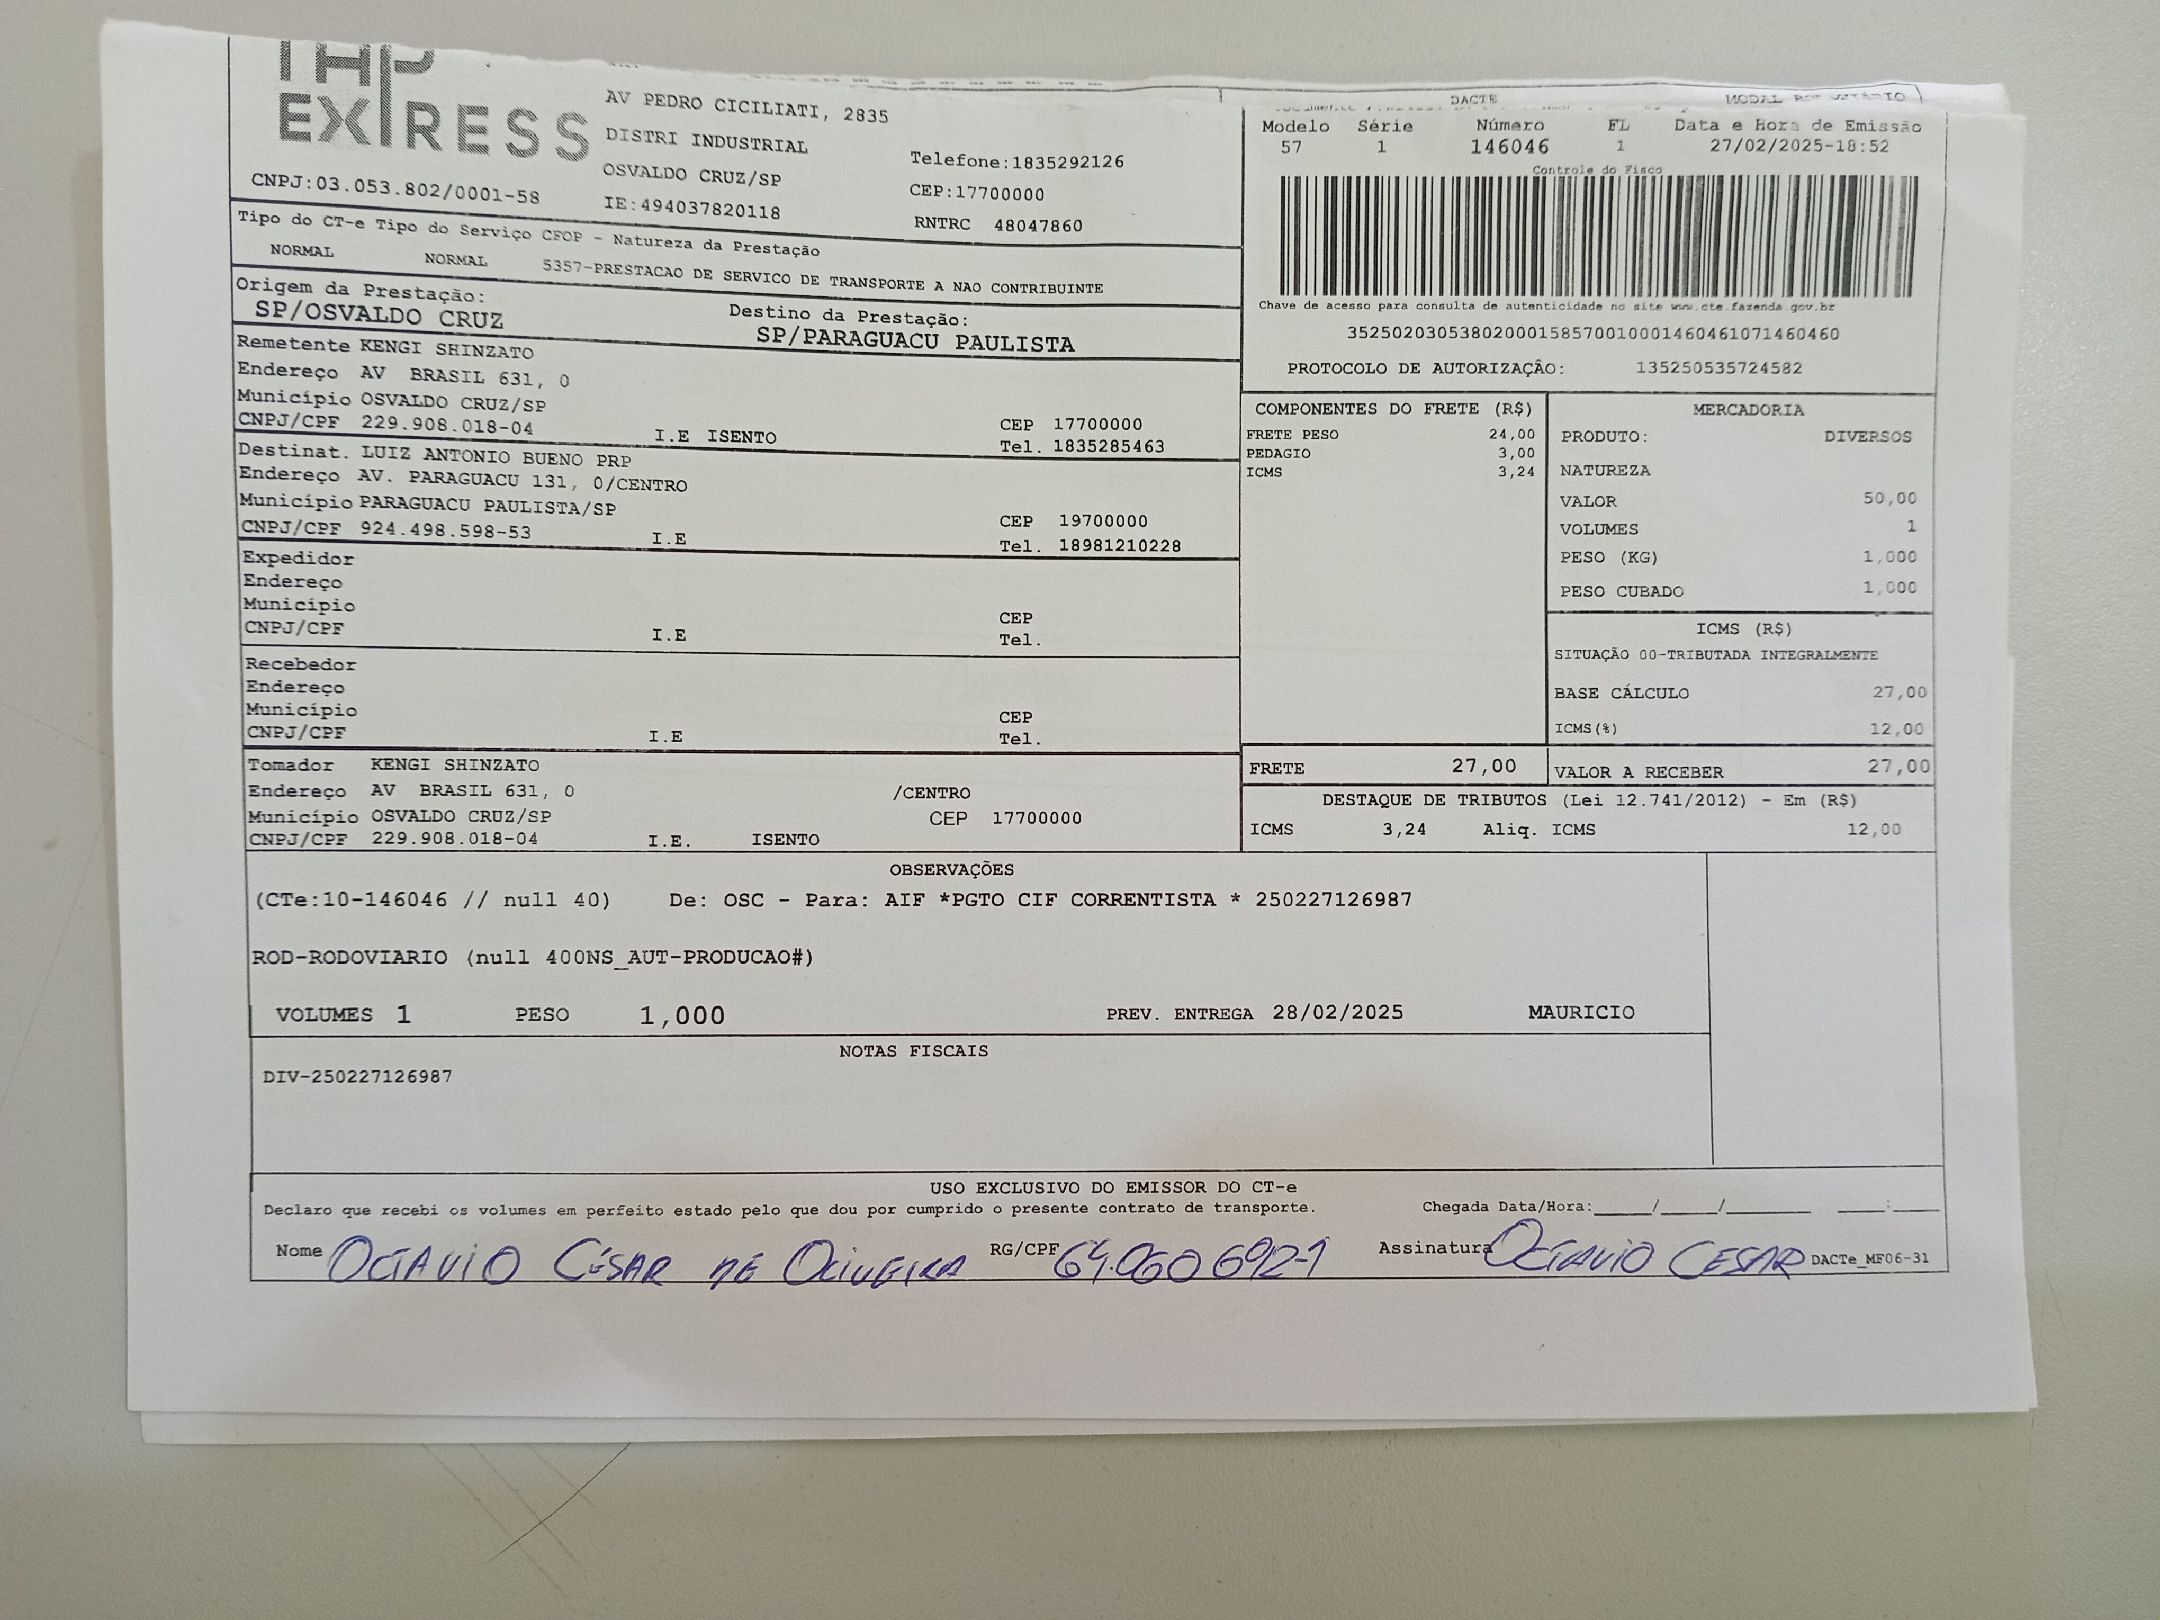 THP
EXPRESS
CNPJ:03.053.802/0001-58
AV PEDRO CICILIATI, 2835
DISTRI INDUSTRIAL
OSVALDO CRUZ/SP
IE:494037820118
Telefone:1835292126
CEP:17700000
RNTRC 48047860
DACTE
MODAL
Modelo Série Número FL Data e Hora de Emissão
57 1 146046 1 27/02/2025-18:52
Controle do Fisco
Chave de acesso para consulta de autenticidade no site www.cte.fazenda.gov.br
35250203053802000158570010001460461071460460
PROTOCOLO DE AUTORIZAÇÂO: 135250535724582
Tipo do CT-e Tipo do Serviço CFOP - Natureza da Prestação
NORMAL NORMAL 5357-PRESTACAO DE SERVICO DE TRANSPORTE A NAO CONTRIBUINTE
Origem da Prestação: Destino da Prestação:
SP/OSVALDO CRUZ SP/PARAGUACU PAULISTA
Remetente KENGI SHINZATO
Endereço AV BRASIL 631, 0
Município OSVALDO CRUZ/SP CEP 17700000
CNPJ/CPF 229.908.018-04 I.E ISENTO Tel. 1835285463
Destinat. LUIZ ANTONIO BUENO PRP
Endereço AV. PARAGUACU 131, 0/CENTRO
Município PARAGUACU PAULISTA/SP CEP 19700000
CNPJ/CPF 924.498.598-53 I.E Tel. 18981210228
Expedidor
Endereço
Município CEP
CNPJ/CPF I.E Tel.
Recebedor
Endereço
Município CEP
CNPJ/CPF I.E Tel.
Tomador KENGI SHINZATO
Endereço AV BRASIL 631, 0 /CENTRO
Município OSVALDO CRUZ/SP CEP 17700000
CNPJ/CPF 229.908.018-04 I.E. ISENTO
COMPONENTES DO FRETE (R$)
FRETE PESO 24,00
PEDAGIO 3,00
ICMS 3,24
MERCADORIA
PRODUTO: DIVERSOS
NATUREZA
VALOR 50,00
VOLUMES 1
PESO (KG) 1,000
PESO CUBADO 1,000
ICMS (R$)
SITUAÇÃO 00-TRIBUTADA INTEGRALMENTE
BASE CÁLCULO 27,00
ICMS(%) 12,00
FRETE 27,00 VALOR A RECEBER 27,00
DESTAQUE DE TRIBUTOS (Lei 12.741/2012) - Em (R$)
ICMS 3,24 Aliq. ICMS 12,00
OBSERVAÇÕES
(CTe:10-146046 // null 40) De: OSC - Para: AIF *PGTO CIF CORRENTISTA * 250227126987
ROD-RODOVIARIO (null 400NS_AUT-PRODUCAO#)
VOLUMES 1 PESO 1,000 PREV. ENTREGA 28/02/2025 MAURICIO
NOTAS FISCAIS
DIV-250227126987
USO EXCLUSIVO DO EMISSOR DO CT-e
Declaro que recebi os volumes em perfeito estado pelo que dou por cumprido o presente contrato de transporte. Chegada Data/Hora:_____/_____/________ ____:____
Nome OCTAVIO CÉSAR DE OLIVEIRA RG/CPF 64.060692-1 Assinatura OCTAVIO CESAR DACTe_MF06-31